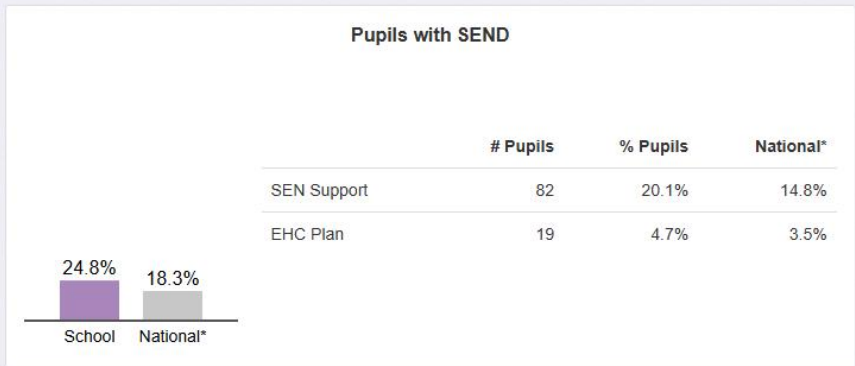 Pupils with SEND
# Pupils % Pupils National*
SEN Support 82 20.1% 14.8%
EHC Plan 19 4.7% 3.5%
24.8% 18.3%
School National*